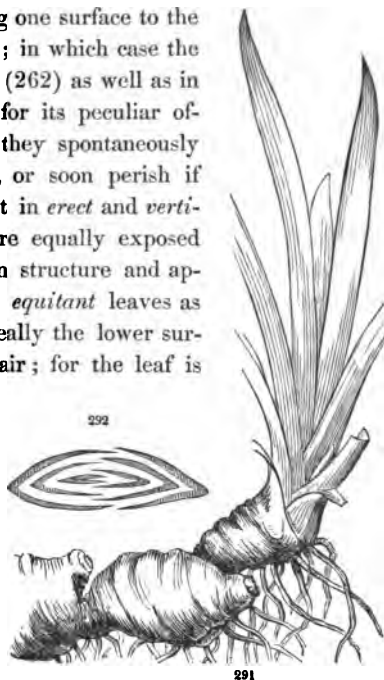 g one surface to the
; in which case the
(262) as well as in
for its peculiar of-
they spontaneously
, or soon perish if
t in erect and verti-
re equally exposed
n structure and ap-
equitant leaves as
eally the lower sur-
air; for the leaf is
292
291